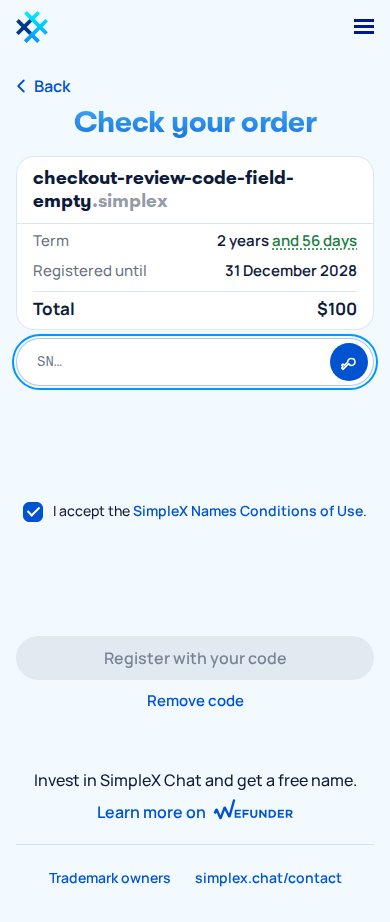 Back
Check your order
checkout-review-code-field-
empty.simplex
Term 2 years and 56 days
Registered until 31 December 2028
Total $100
SN…
I accept the SimpleX Names Conditions of Use.
Register with your code
Remove code
Invest in SimpleX Chat and get a free name.
Learn more on WEFUNDER
Trademark owners simplex.chat/contact